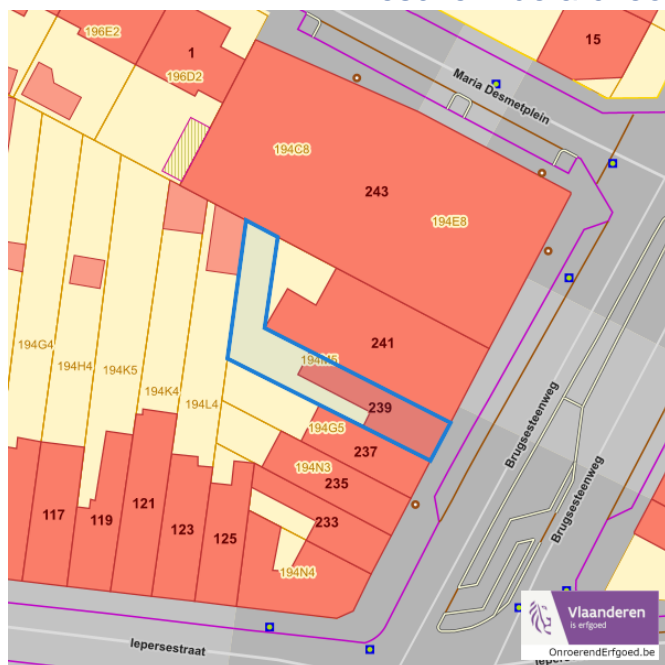 196E2
1
196D2
15
Maria Desmetplein
194C8
243
194E8
241
194G4
194H4
194K5
194K4
194L4
194M5
239
194G5
237
194N3
235
233
194N4
117
119
121
123
125
Brugsesteenweg
Brugsesteenweg
Iepersestraat
Vlaanderen
is erfgoed
OnroerendErfgoed.be